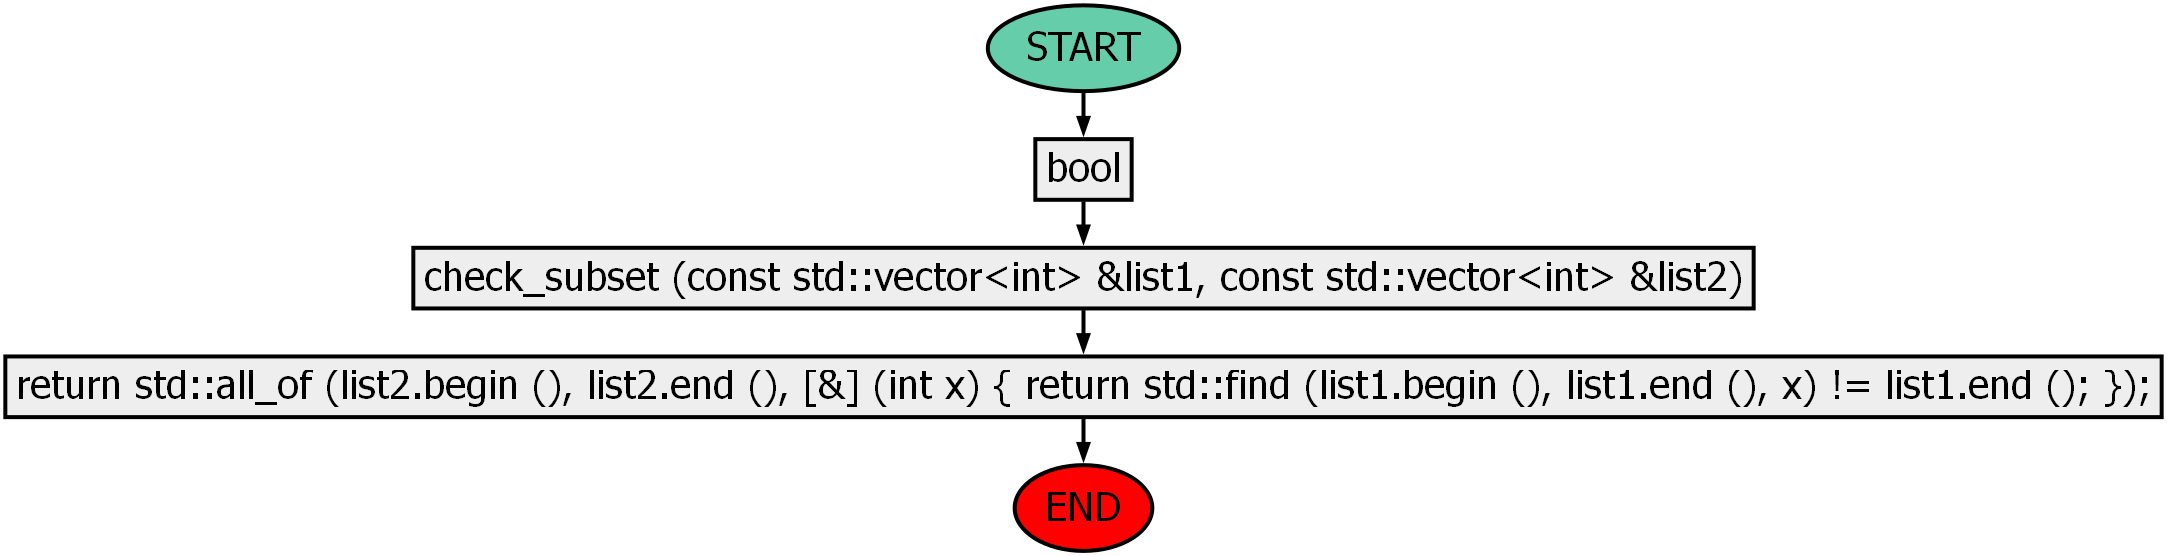 START
bool
check_subset (const std::vector<int> &list1, const std::vector<int> &list2)
return std::all_of (list2.begin (), list2.end (), [&] (int x) { return std::find (list1.begin (), list1.end (), x) != list1.end (); });
END